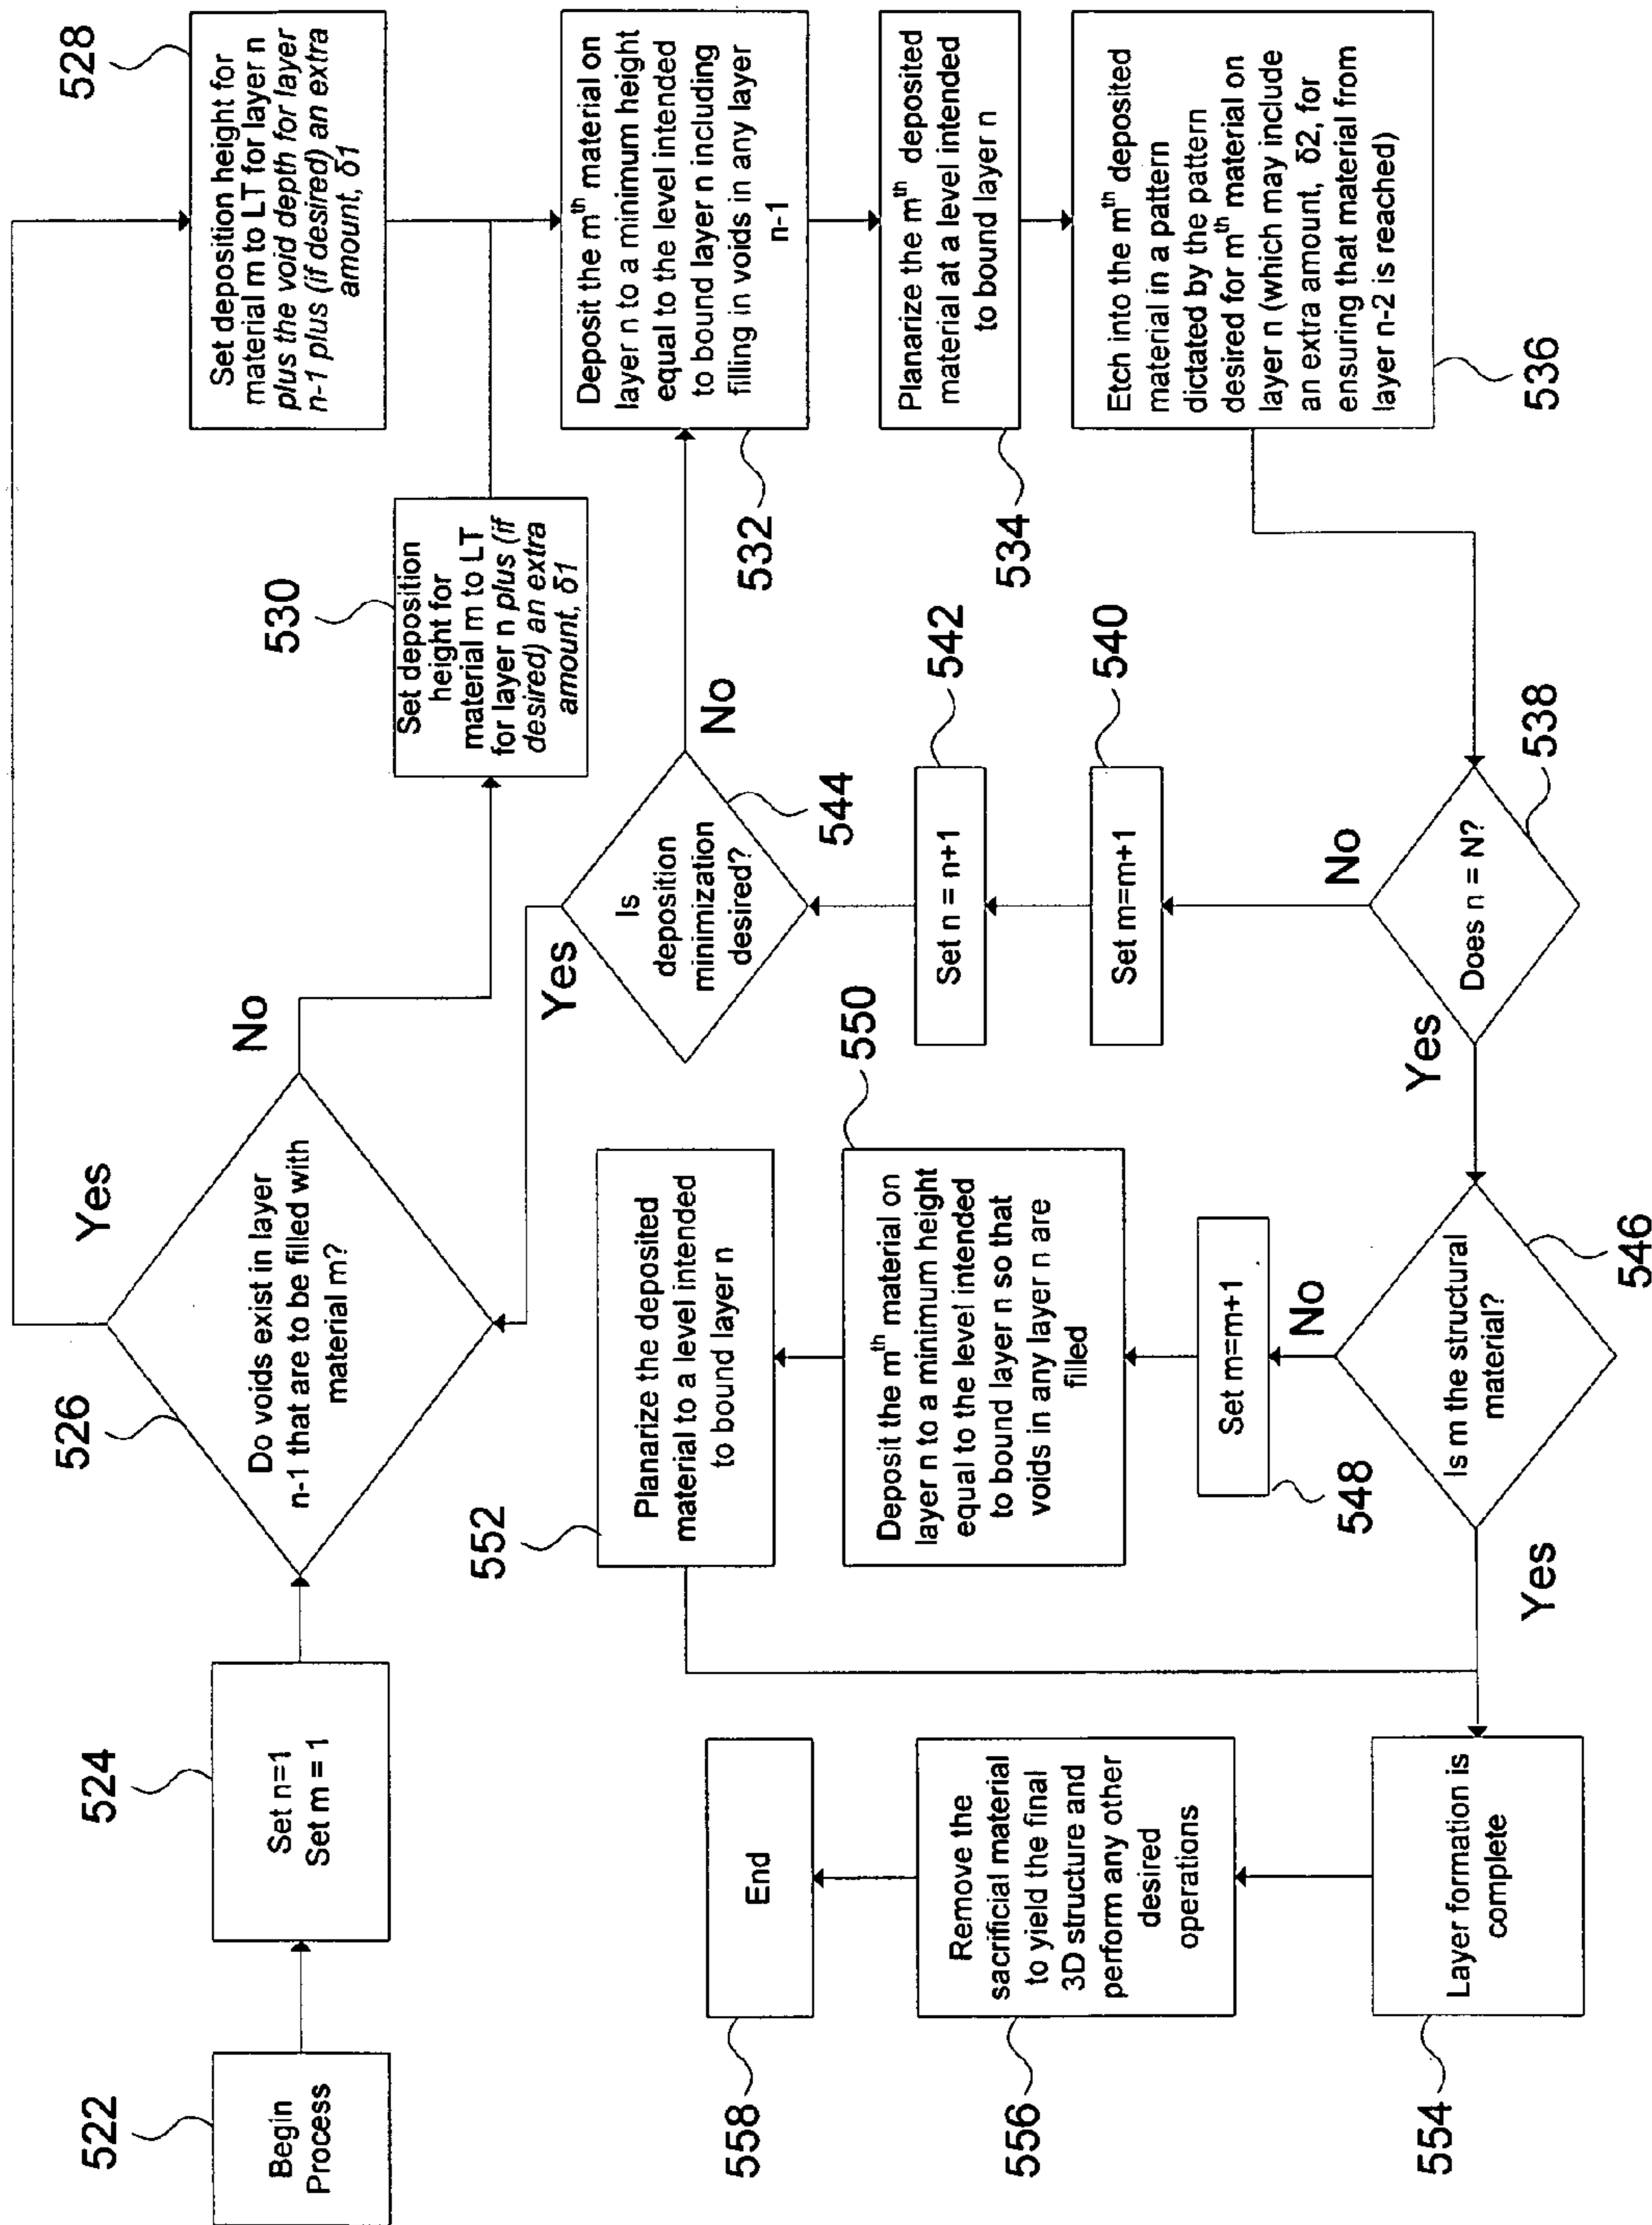 522
Begin
Process
524
Set n=1
Set m = 1
526
Do voids exist in layer
n-1 that are to be filled with
material m?
Yes
No
528
Set deposition height for
material m to LT for layer n
plus the void depth for layer
n-1 plus (if desired) an extra
amount, δ1
530
Set deposition
height for
material m to LT
for layer n plus (if
desired) an extra
amount, δ1
Deposit the mth material on
layer n to a minimum height
equal to the level intended
to bound layer n including
filling in voids in any layer
n-1
532
Planarize the mth deposited
material at a level intended
to bound layer n
534
Etch into the mth deposited
material in a pattern
dictated by the pattern
desired for mth material on
layer n (which may include
an extra amount, δ2, for
ensuring that material from
layer n-2 is reached)
536
Does n = N?
538
No
Yes
Set m=m+1
540
Set n = n+1
542
Is
deposition
minimization
desired?
544
Yes
No
Is m the structural
material?
546
No
Yes
Set m=m+1
548
550
Deposit the mth material on
layer n to a minimum height
equal to the level intended
to bound layer n so that
voids in any layer n are
filled
552
Planarize the deposited
material to a level intended
to bound layer n
Layer formation is
complete
554
Remove the
sacrificial material
to yield the final
3D structure and
perform any other
desired
operations
556
End
558